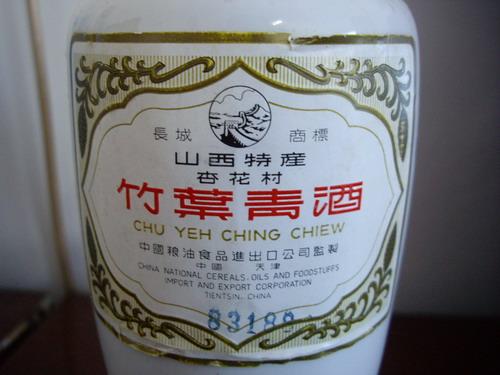 長城 商標
山西特産
杏花村
竹葉青酒
CHU YEH CHING CHIEW
中國粮油食品進出口公司監製
中國 天津
CHINA NATIONAL CEREALS, OILS AND FOODSTUFFS
IMPORT AND EXPORT CORPORATION
TIENTSIN, CHINA
83188